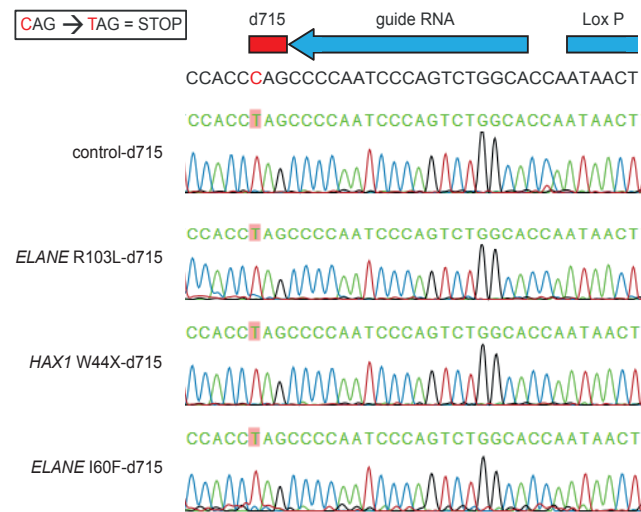 CAG → TAG = STOP
d715 guide RNA Lox P
CCACCCAGCCCCAATCCCAGTCTGGCACCAATAACT
CCACCTAGCCCCAATCCCAGTCTGGCACCAATAACT
control-d715
CCACCTAGCCCCAATCCCAGTCTGGCACCAATAACT
ELANE R103L-d715
CCACCTAGCCCCAATCCCAGTCTGGCACCAATAACT
HAX1 W44X-d715
CCACCTAGCCCCAATCCCAGTCTGGCACCAATAACT
ELANE I60F-d715